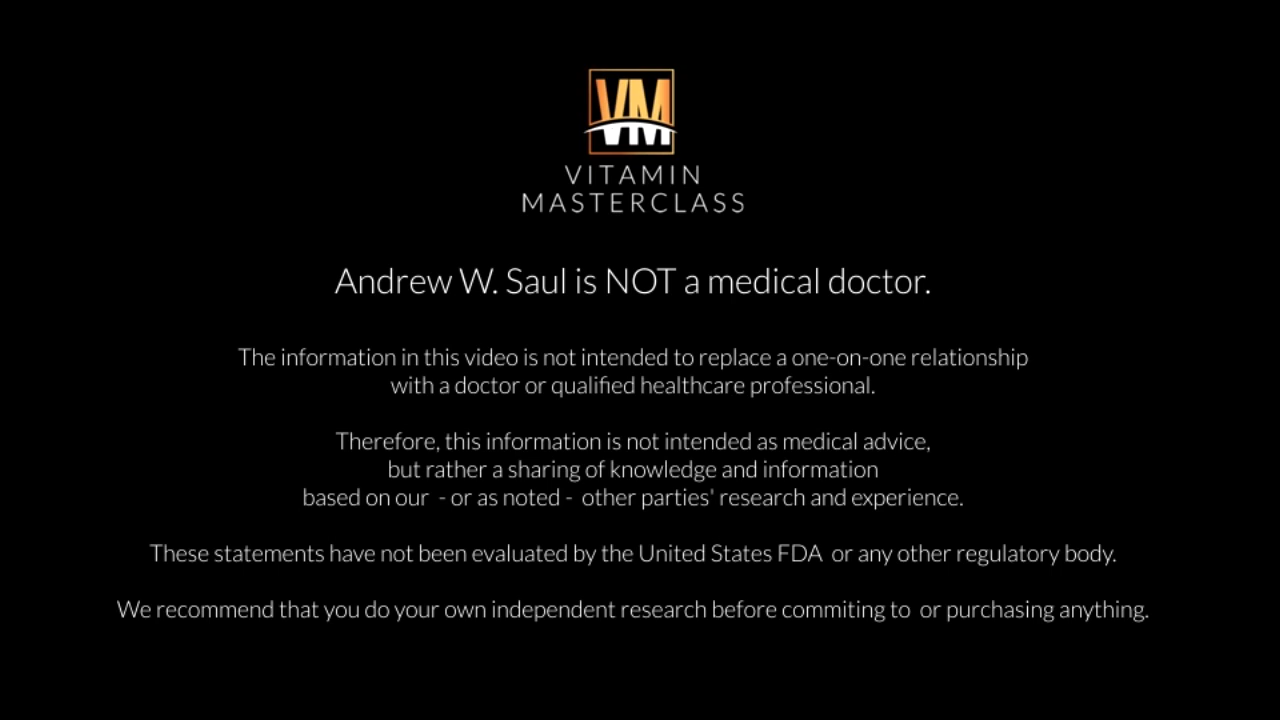 VM
VITAMIN
MASTERCLASS
Andrew W. Saul is NOT a medical doctor.
The information in this video is not intended to replace a one-on-one relationship
with a doctor or qualified healthcare professional.
Therefore, this information is not intended as medical advice,
but rather a sharing of knowledge and information
based on our - or as noted - other parties' research and experience.
These statements have not been evaluated by the United States FDA or any other regulatory body.
We recommend that you do your own independent research before commiting to or purchasing anything.